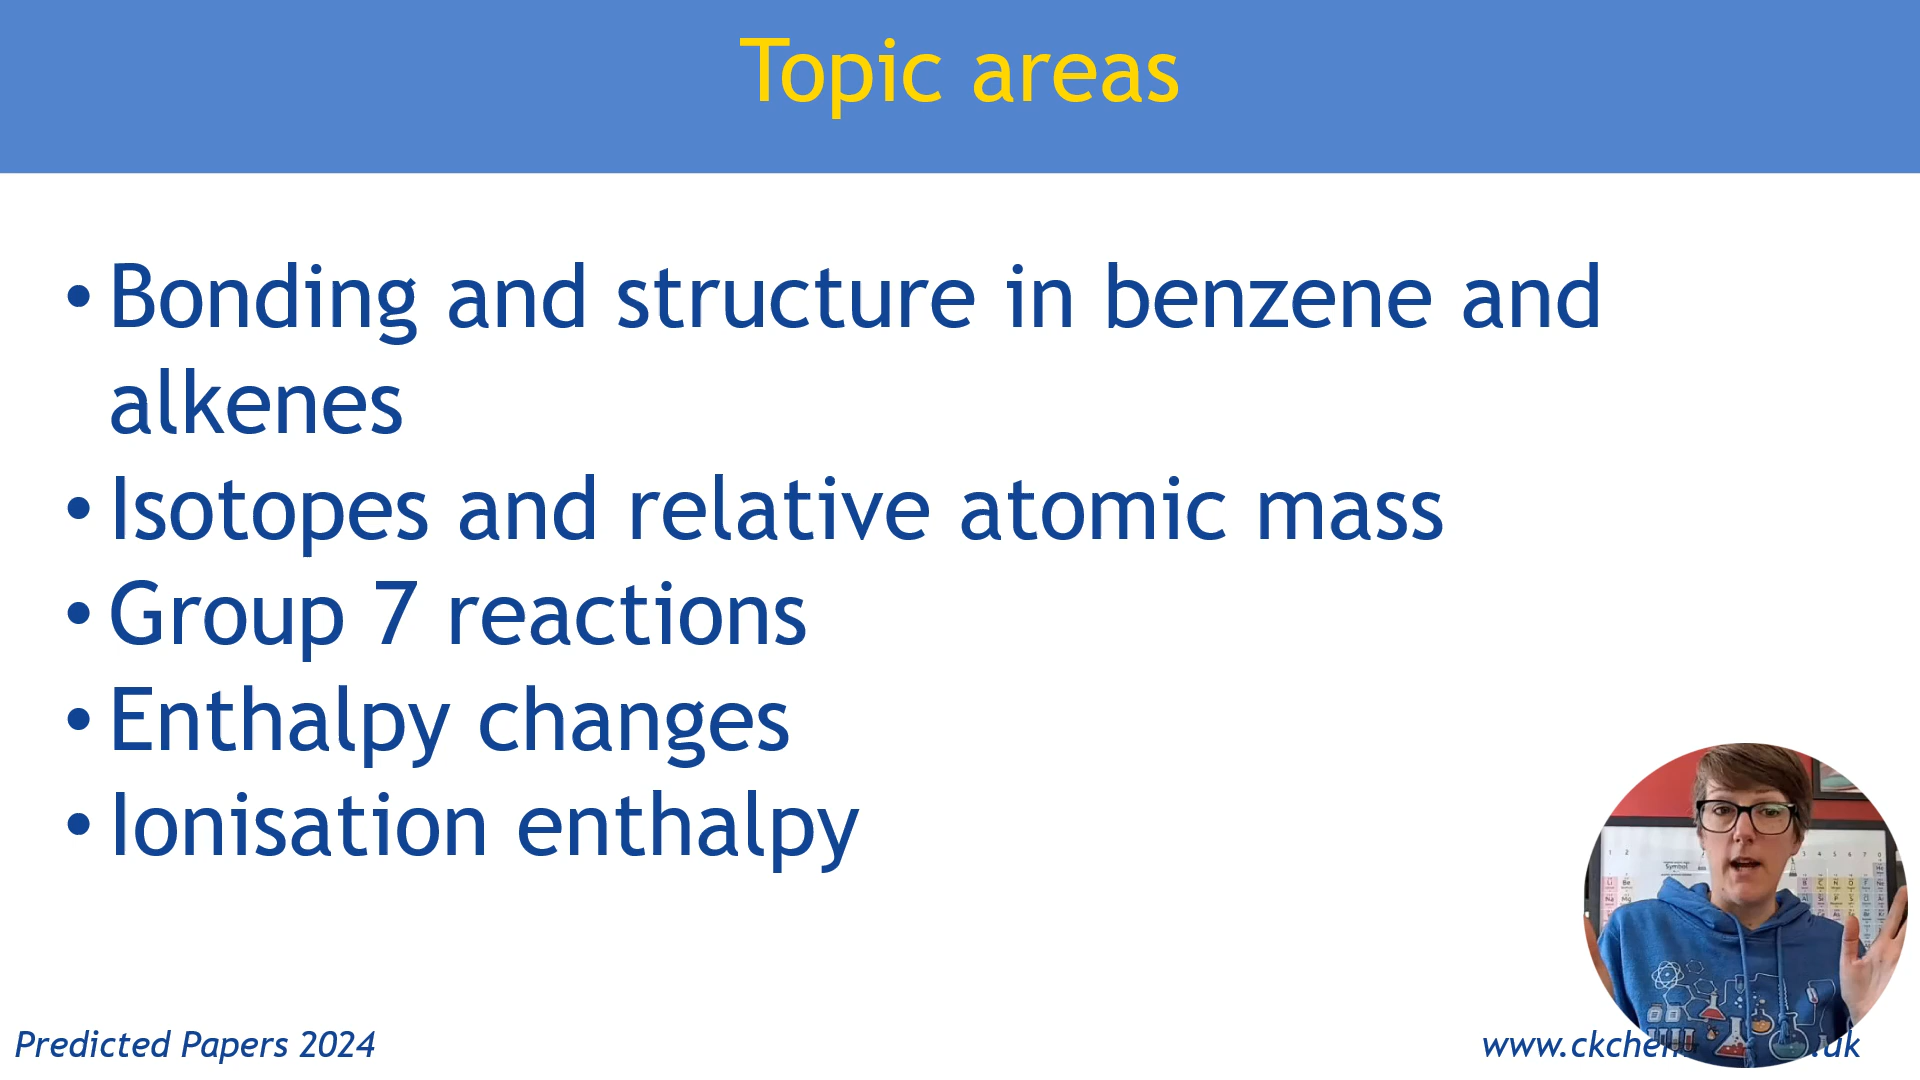 Topic areas
• Bonding and structure in benzene and
alkenes
• Isotopes and relative atomic mass
• Group 7 reactions
• Enthalpy changes
• Ionisation enthalpy
Predicted Papers 2024